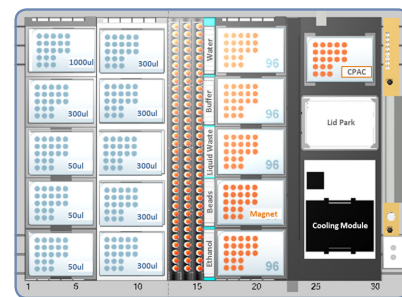 1000ul
300ul
Water
96
CPAC
300ul
300ul
Buffer
96
Lid Park
50ul
300ul
Liquid Waste
96
50ul
300ul
Beads
Magnet
Cooling Module
50ul
300ul
Ethanol
96
1
5
10
15
20
25
30